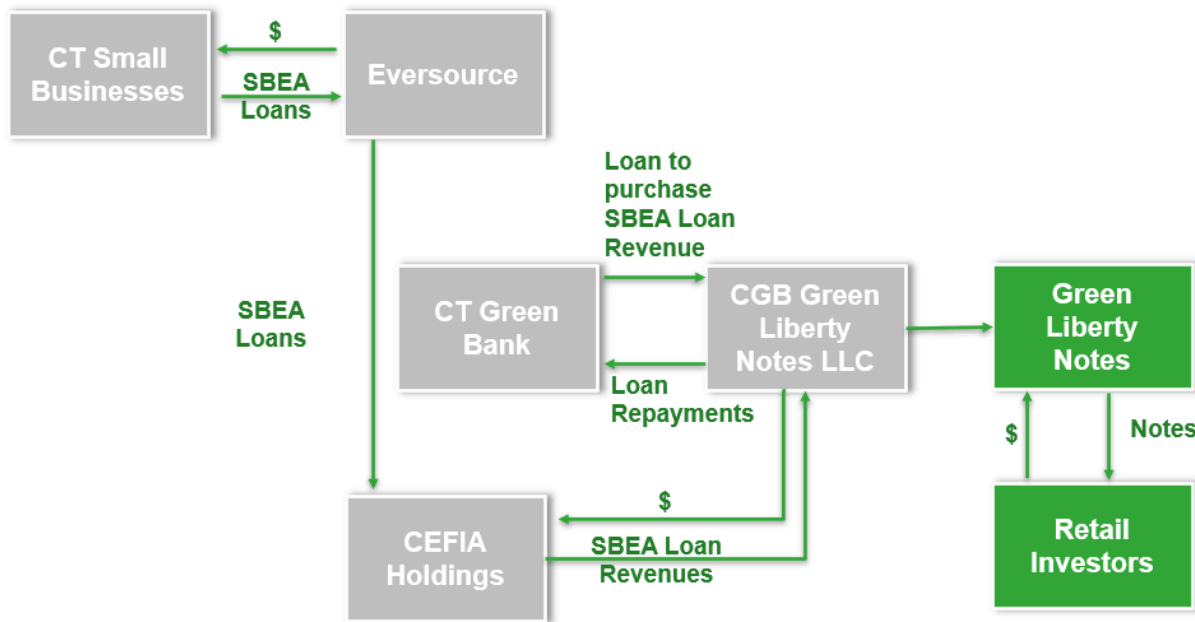 CT Small
Businesses
$
SBEA
Loans
Eversource
Loan to
purchase
SBEA Loan
Revenue
SBEA
Loans
CT Green
Bank
CGB Green
Liberty
Notes LLC
Green
Liberty
Notes
Loan
Repayments
$
Notes
CEFIA
Holdings
$
SBEA Loan
Revenues
Retail
Investors